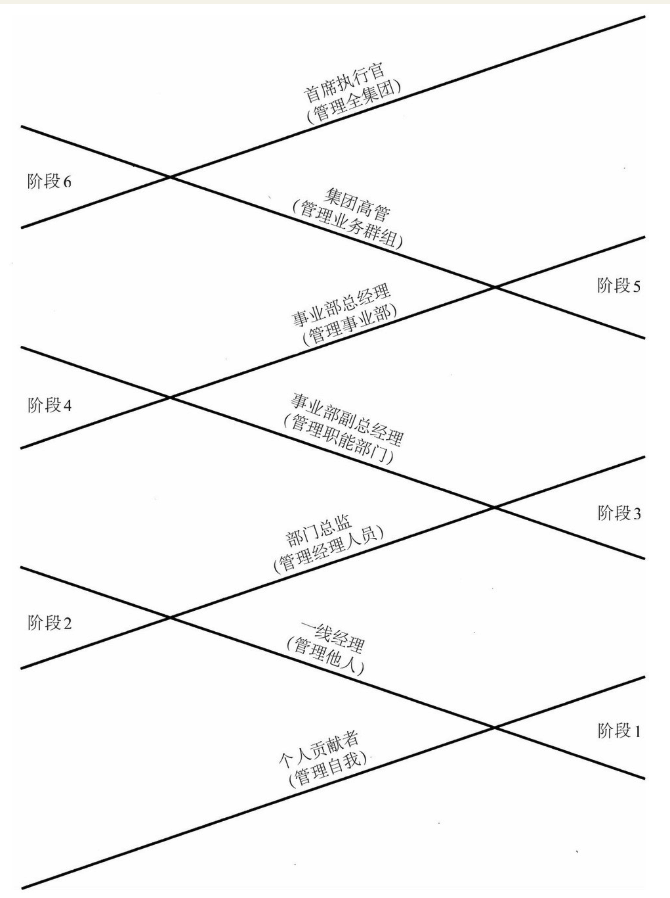 首席执行官
(管理全集团)
阶段6
集团高管
(管理业务群组)
阶段5
事业部总经理
(管理事业部)
阶段4
事业部副总经理
(管理职能部门)
阶段3
部门总监
(管理经理人员)
阶段2
一线经理
(管理他人)
阶段1
个人贡献者
(管理自我)